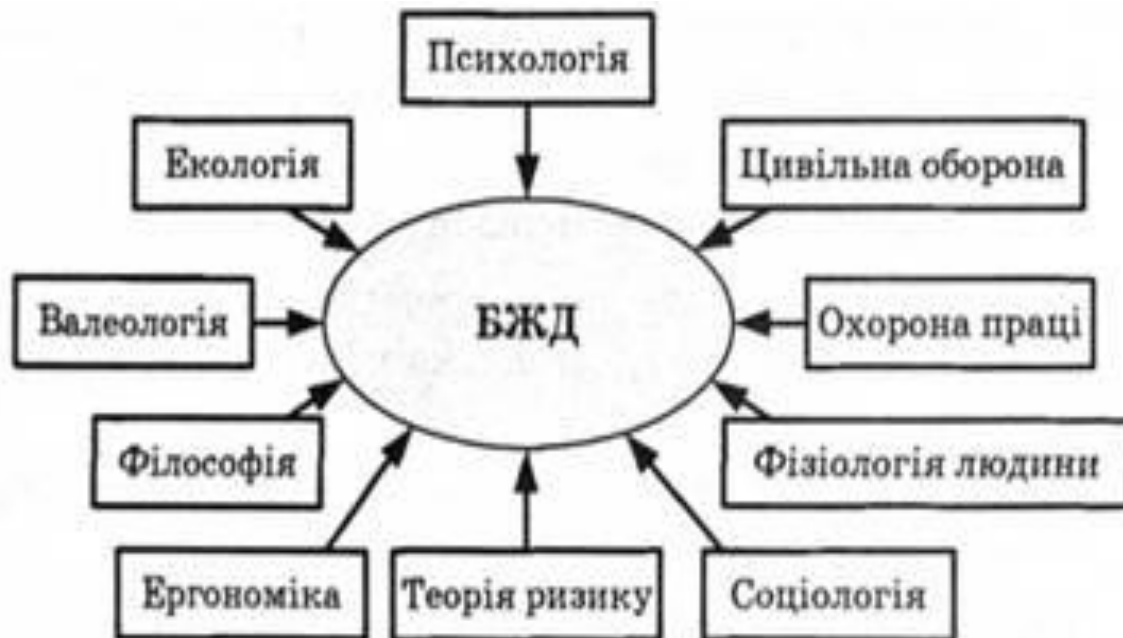 Психологія
Екологія
Цивільна оборона
Валеологія
БЖД
Охорона праці
Філософія
Фізіологія людини
Ергономіка
Теорія ризику
Соціологія